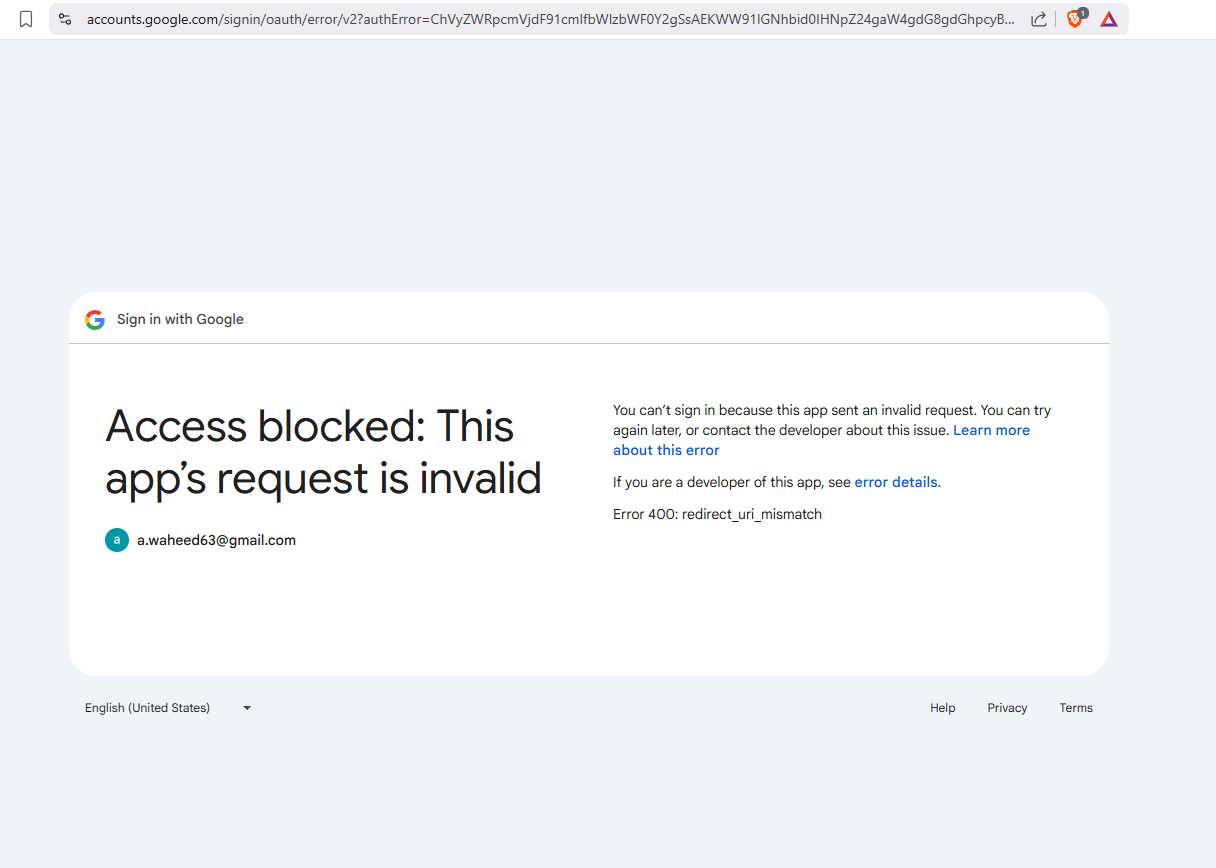 accounts.google.com/signin/oauth/error/v2?authError=ChVyZWRpcmVjdF91cmlfbWlzbWF0Y2gSsAEKWW91IGNhbid0IHNpZ24gaW4gdG8gdGhpcyB...
1
Sign in with Google
Access blocked: This
app’s request is invalid
a a.waheed63@gmail.com
You can’t sign in because this app sent an invalid request. You can try
again later, or contact the developer about this issue. Learn more
about this error
If you are a developer of this app, see error details.
Error 400: redirect_uri_mismatch
English (United States)
Help Privacy Terms